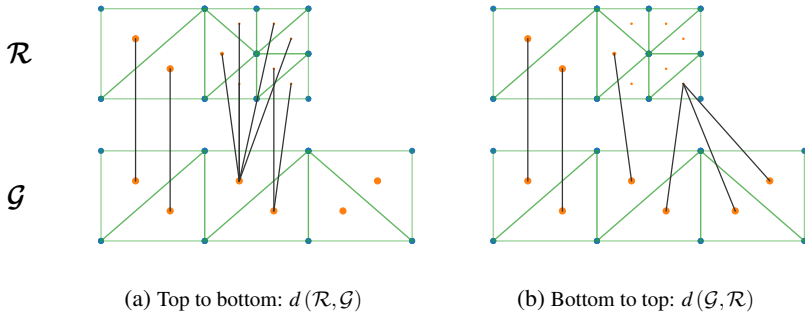 𝓡
𝓖
(a) Top to bottom: d (𝓡, 𝓖)
(b) Bottom to top: d (𝓖, 𝓡)